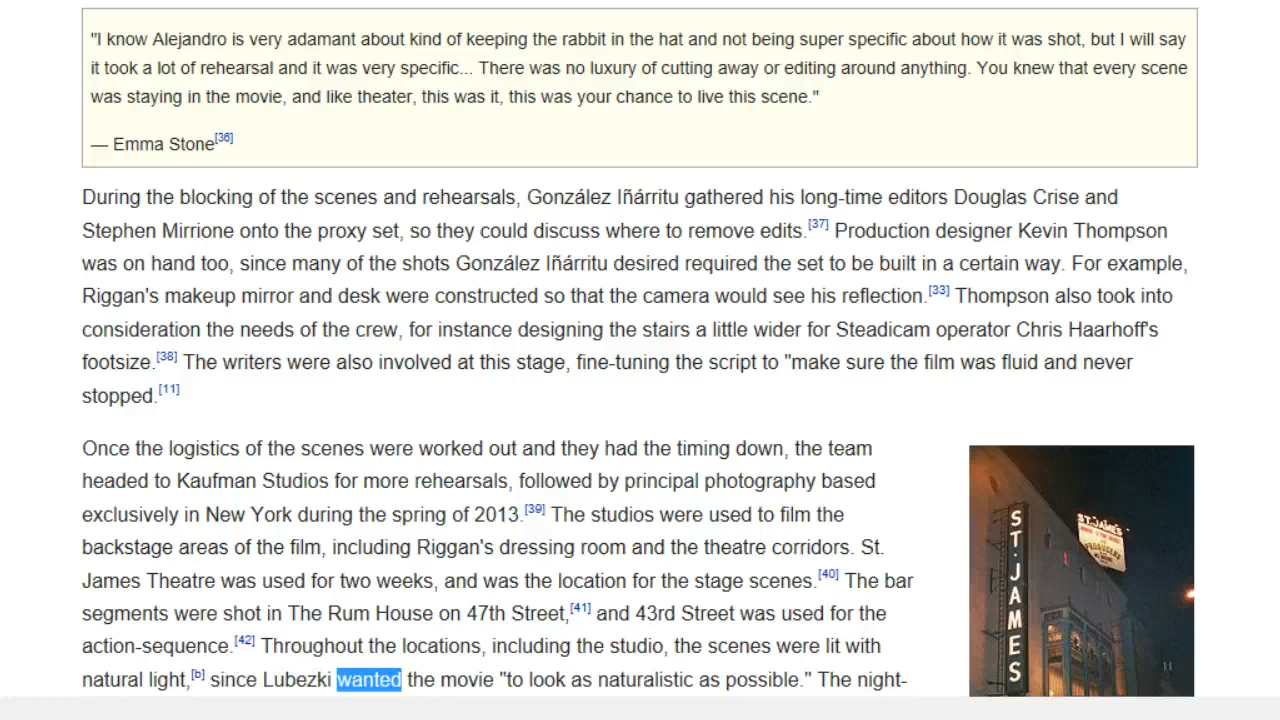 "I know Alejandro is very adamant about kind of keeping the rabbit in the hat and not being super specific about how it was shot, but I will say
it took a lot of rehearsal and it was very specific... There was no luxury of cutting away or editing around anything. You knew that every scene
was staying in the movie, and like theater, this was it, this was your chance to live this scene."
— Emma Stone[36]
During the blocking of the scenes and rehearsals, González Iñárritu gathered his long-time editors Douglas Crise and
Stephen Mirrione onto the proxy set, so they could discuss where to remove edits.[37] Production designer Kevin Thompson
was on hand too, since many of the shots González Iñárritu desired required the set to be built in a certain way. For example,
Riggan's makeup mirror and desk were constructed so that the camera would see his reflection.[33] Thompson also took into
consideration the needs of the crew, for instance designing the stairs a little wider for Steadicam operator Chris Haarhoff's
footsize.[38] The writers were also involved at this stage, fine-tuning the script to "make sure the film was fluid and never
stopped.[11]
Once the logistics of the scenes were worked out and they had the timing down, the team
headed to Kaufman Studios for more rehearsals, followed by principal photography based
exclusively in New York during the spring of 2013.[39] The studios were used to film the
backstage areas of the film, including Riggan's dressing room and the theatre corridors. St.
James Theatre was used for two weeks, and was the location for the stage scenes.[40] The bar
segments were shot in The Rum House on 47th Street,[41] and 43rd Street was used for the
action-sequence.[42] Throughout the locations, including the studio, the scenes were lit with
natural light,[b] since Lubezki wanted the movie "to look as naturalistic as possible." The night-
ST. JAMES
ST. JAMES
PRODUCERS